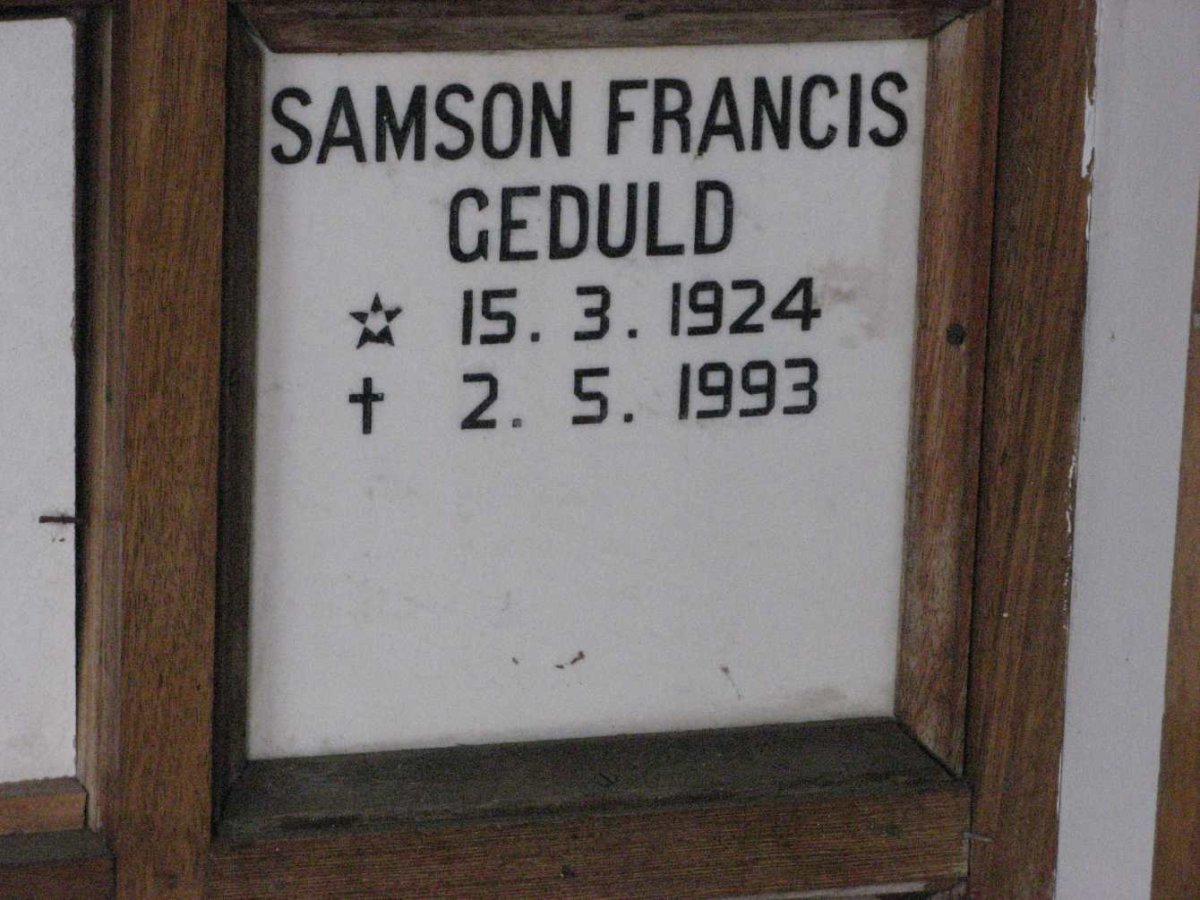 SAMSON FRANCIS
GEDULD
☆ 15. 3. 1924
† 2. 5. 1993